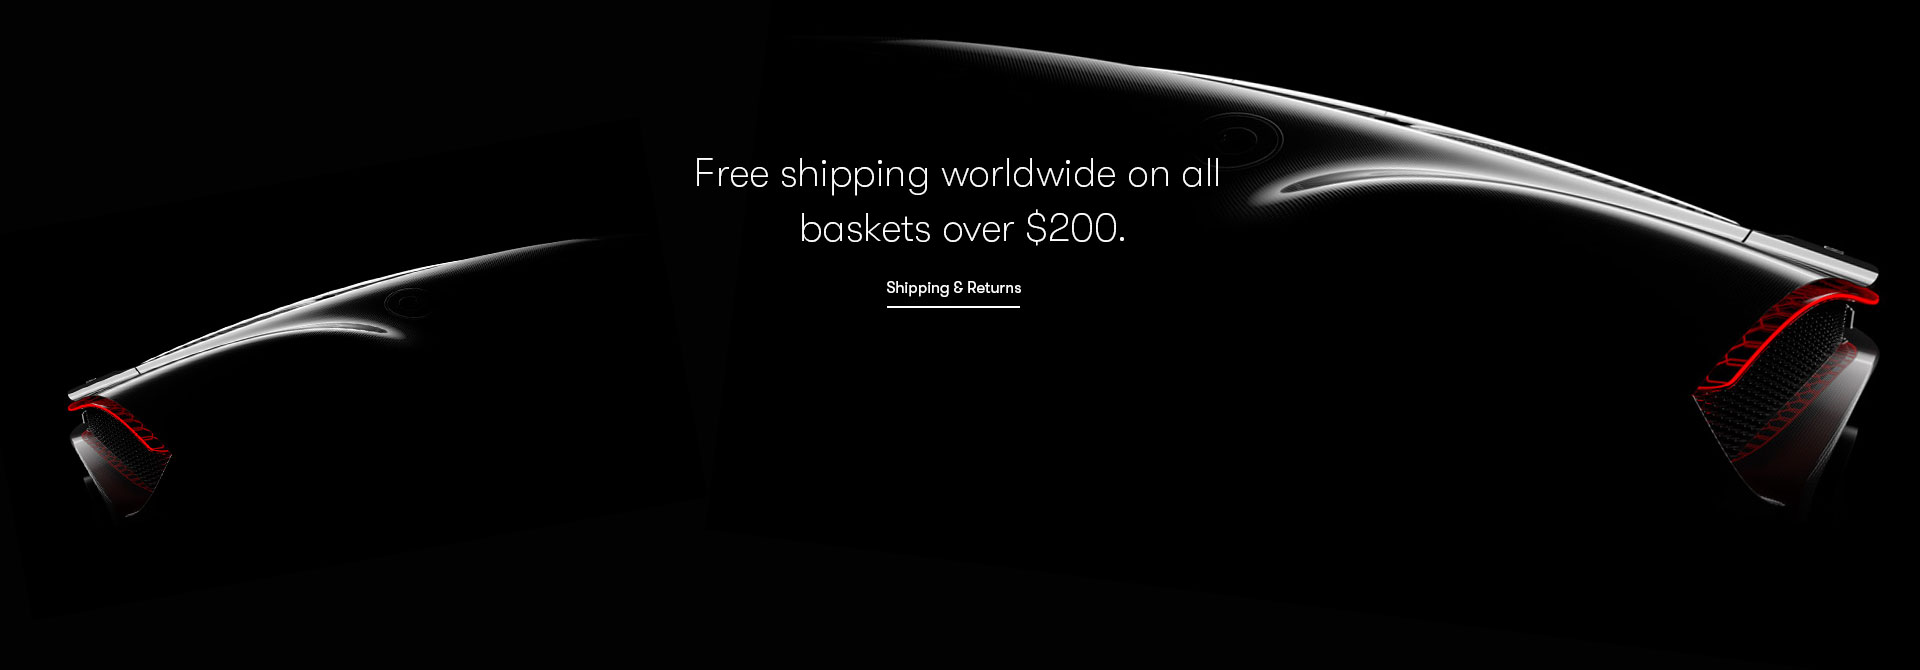 Free shipping worldwide on all
baskets over $200.
Shipping & Returns